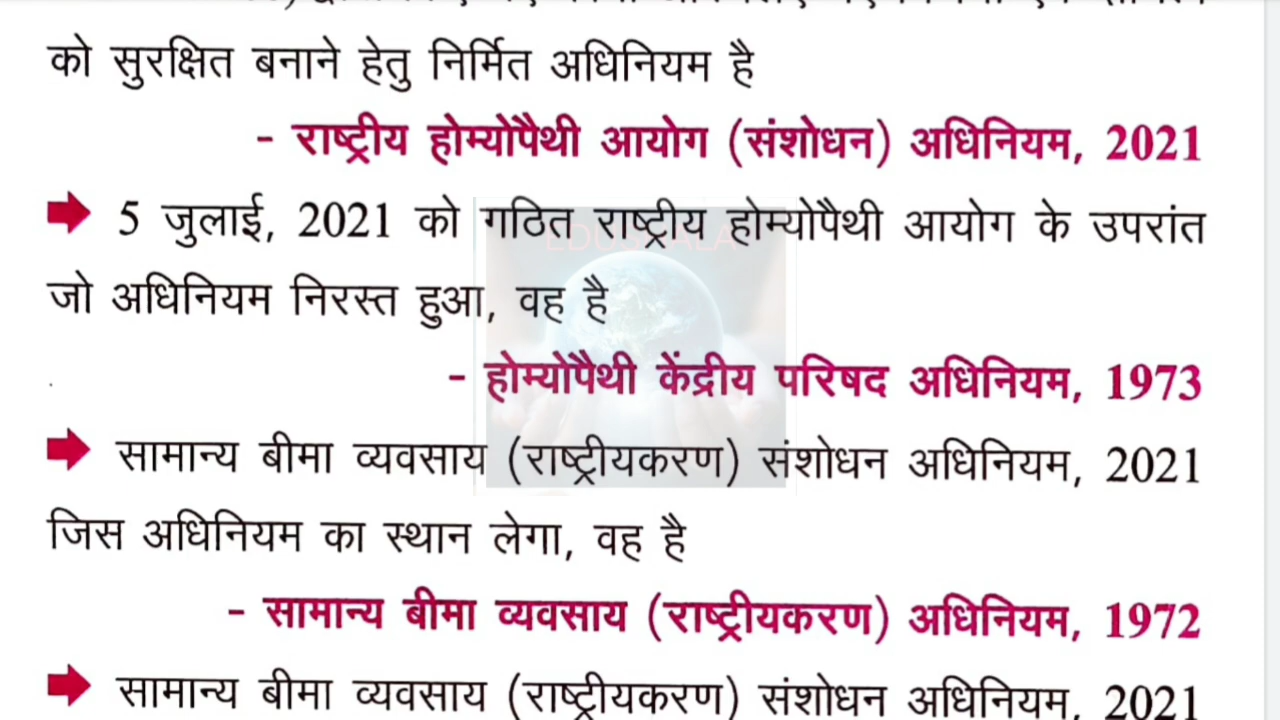 को सुरक्षित बनाने हेतु निर्मित अधिनियम है
- राष्ट्रीय होम्योपैथी आयोग (संशोधन) अधिनियम, 2021
➡ 5 जुलाई, 2021 को गठित राष्ट्रीय होम्योपैथी आयोग के उपरांत
जो अधिनियम निरस्त हुआ, वह है
- होम्योपैथी केंद्रीय परिषद अधिनियम, 1973
➡ सामान्य बीमा व्यवसाय (राष्ट्रीयकरण) संशोधन अधिनियम, 2021
जिस अधिनियम का स्थान लेगा, वह है
- सामान्य बीमा व्यवसाय (राष्ट्रीयकरण) अधिनियम, 1972
➡ सामान्य बीमा व्यवसाय (राष्ट्रीयकरण) संशोधन अधिनियम, 2021